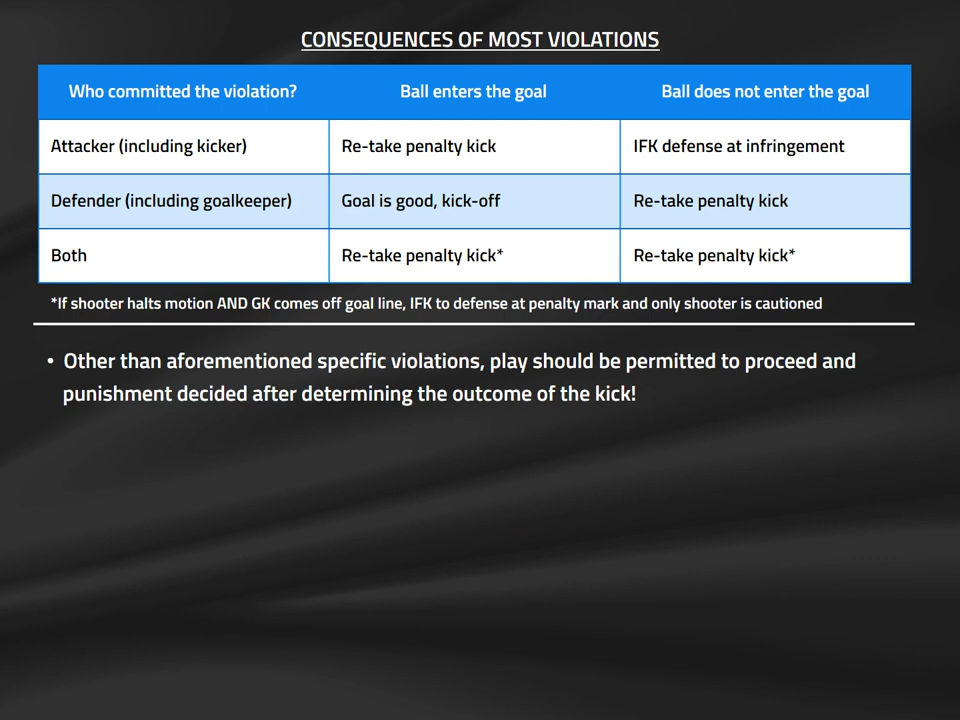 CONSEQUENCES OF MOST VIOLATIONS
Who committed the violation? Ball enters the goal Ball does not enter the goal
Attacker (including kicker) Re-take penalty kick IFK defense at infringement
Defender (including goalkeeper) Goal is good, kick-off Re-take penalty kick
Both Re-take penalty kick* Re-take penalty kick*
*If shooter halts motion AND GK comes off goal line, IFK to defense at penalty mark and only shooter is cautioned
• Other than aforementioned specific violations, play should be permitted to proceed and
punishment decided after determining the outcome of the kick!